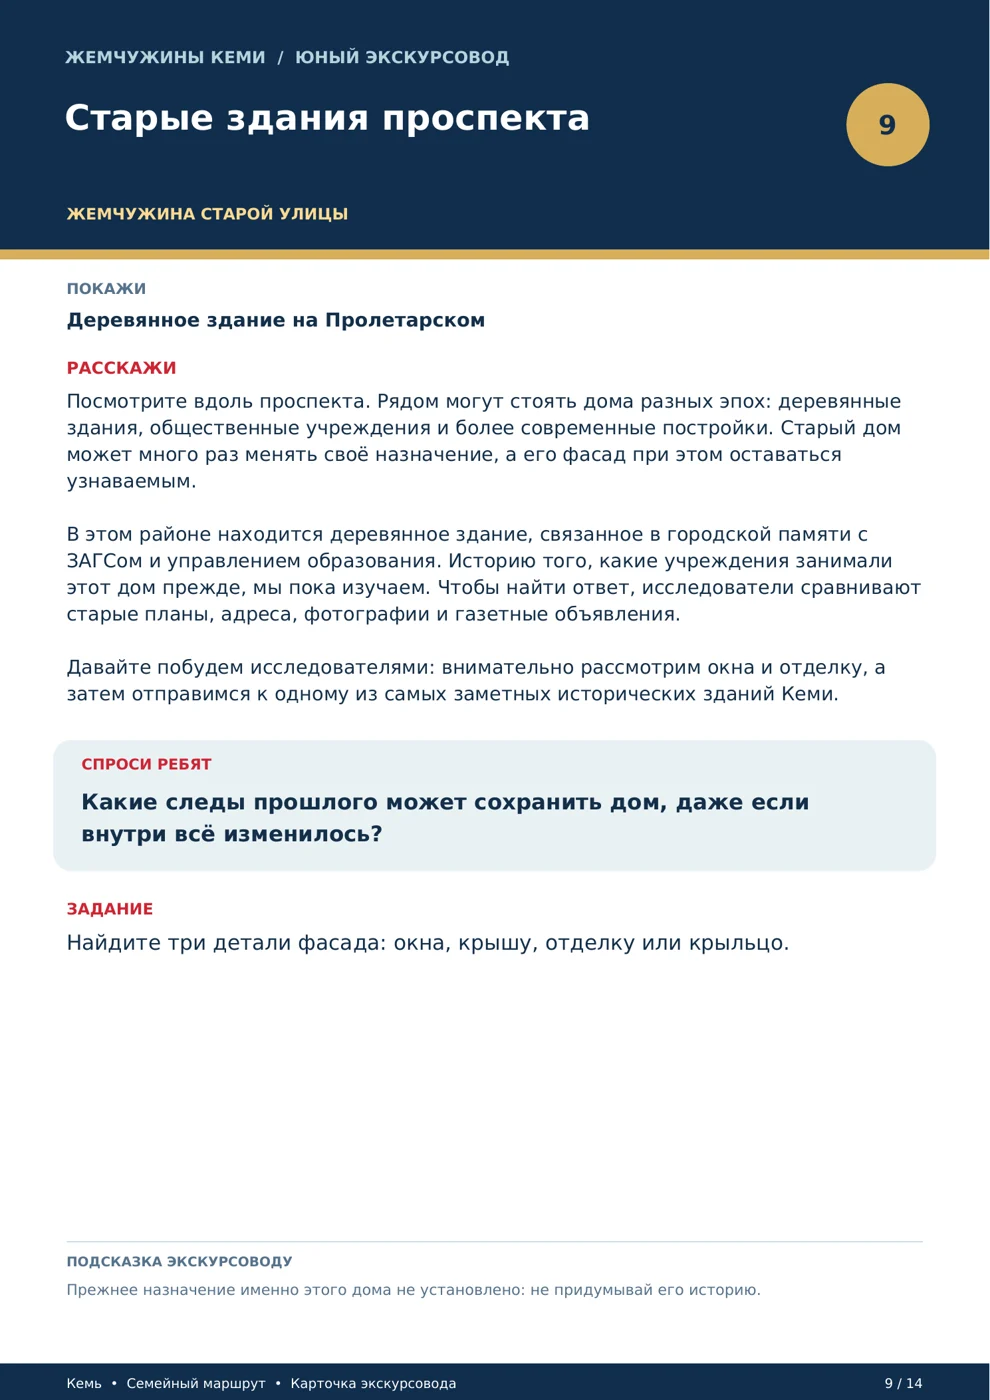 ЖЕМЧУЖИНЫ КЕМИ / ЮНЫЙ ЭКСКУРСОВОД
Старые здания проспекта
9
ЖЕМЧУЖИНА СТАРОЙ УЛИЦЫ
ПОКАЖИ
Деревянное здание на Пролетарском
РАССКАЖИ
Посмотрите вдоль проспекта. Рядом могут стоять дома разных эпох: деревянные
здания, общественные учреждения и более современные постройки. Старый дом
может много раз менять своё назначение, а его фасад при этом оставаться
узнаваемым.
В этом районе находится деревянное здание, связанное в городской памяти с
ЗАГСом и управлением образования. Историю того, какие учреждения занимали
этот дом прежде, мы пока изучаем. Чтобы найти ответ, исследователи сравнивают
старые планы, адреса, фотографии и газетные объявления.
Давайте побудем исследователями: внимательно рассмотрим окна и отделку, а
затем отправимся к одному из самых заметных исторических зданий Кеми.
СПРОСИ РЕБЯТ
Какие следы прошлого может сохранить дом, даже если
внутри всё изменилось?
ЗАДАНИЕ
Найдите три детали фасада: окна, крышу, отделку или крыльцо.
ПОДСКАЗКА ЭКСКУРСОВОДУ
Прежнее назначение именно этого дома не установлено: не придумывай его историю.
Кемь • Семейный маршрут • Карточка экскурсовода
9 / 14